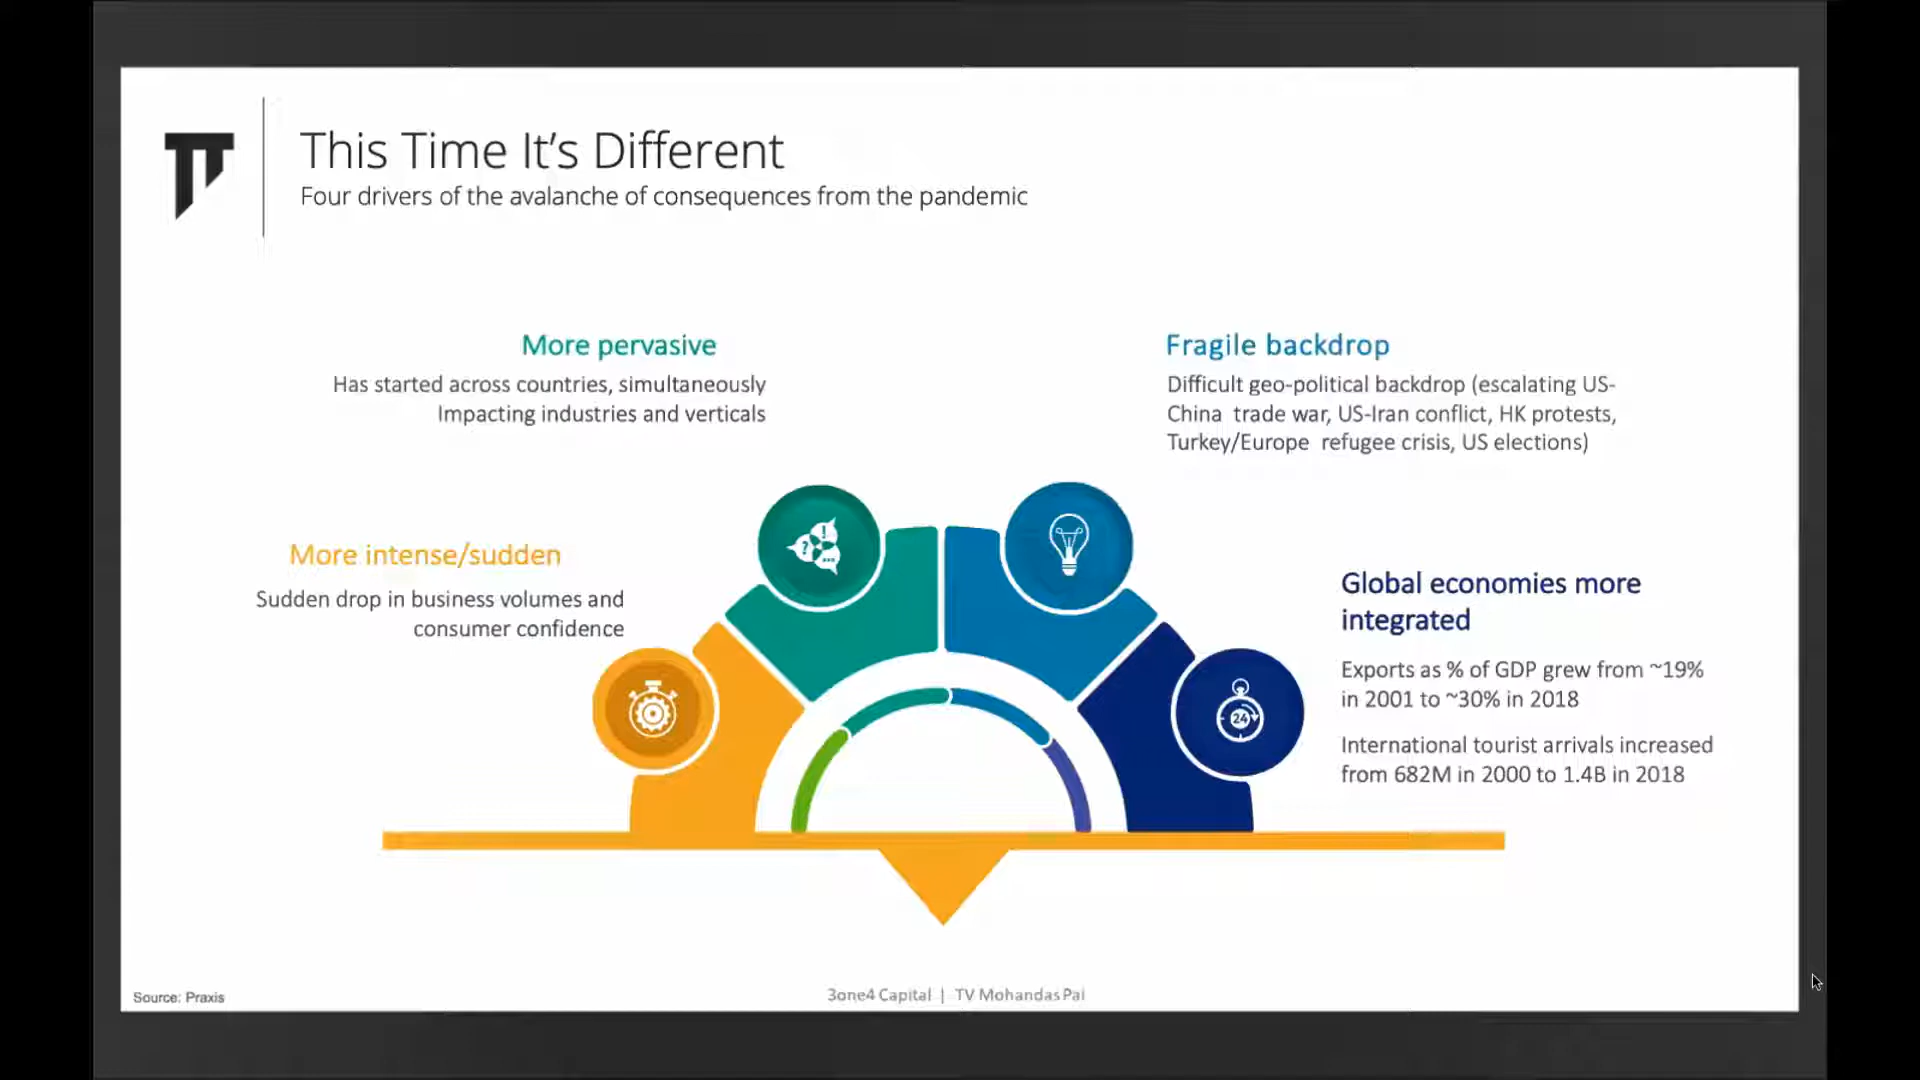 This Time It’s Different
Four drivers of the avalanche of consequences from the pandemic
More pervasive
Has started across countries, simultaneously
Impacting industries and verticals
Fragile backdrop
Difficult geo-political backdrop (escalating US-
China trade war, US-Iran conflict, HK protests,
Turkey/Europe refugee crisis, US elections)
More intense/sudden
Sudden drop in business volumes and
consumer confidence
Global economies more
integrated
Exports as % of GDP grew from ~19%
in 2001 to ~30% in 2018
International tourist arrivals increased
from 682M in 2000 to 1.4B in 2018
? ! ...
24
Source: Praxis
3one4 Capital | TV Mohandas Pai